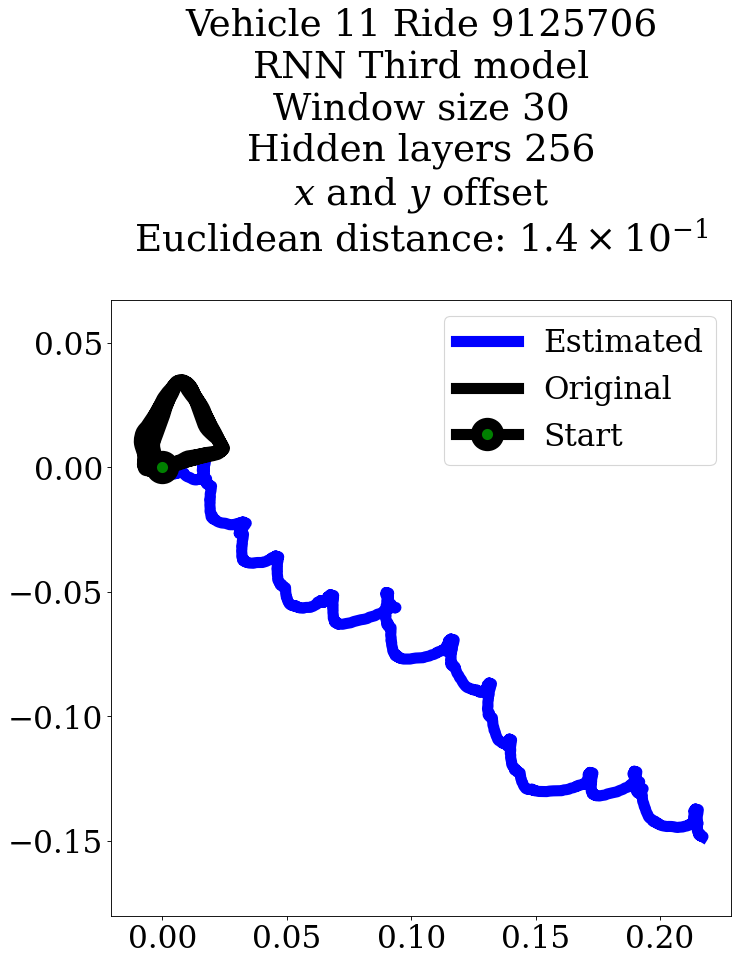 Vehicle 11 Ride 9125706
RNN Third model
Window size 30
Hidden layers 256
x and y offset
Euclidean distance: 1.4 × 10⁻¹
Estimated
Original
Start
0.05
0.00
−0.05
−0.10
−0.15
0.00 0.05 0.10 0.15 0.20